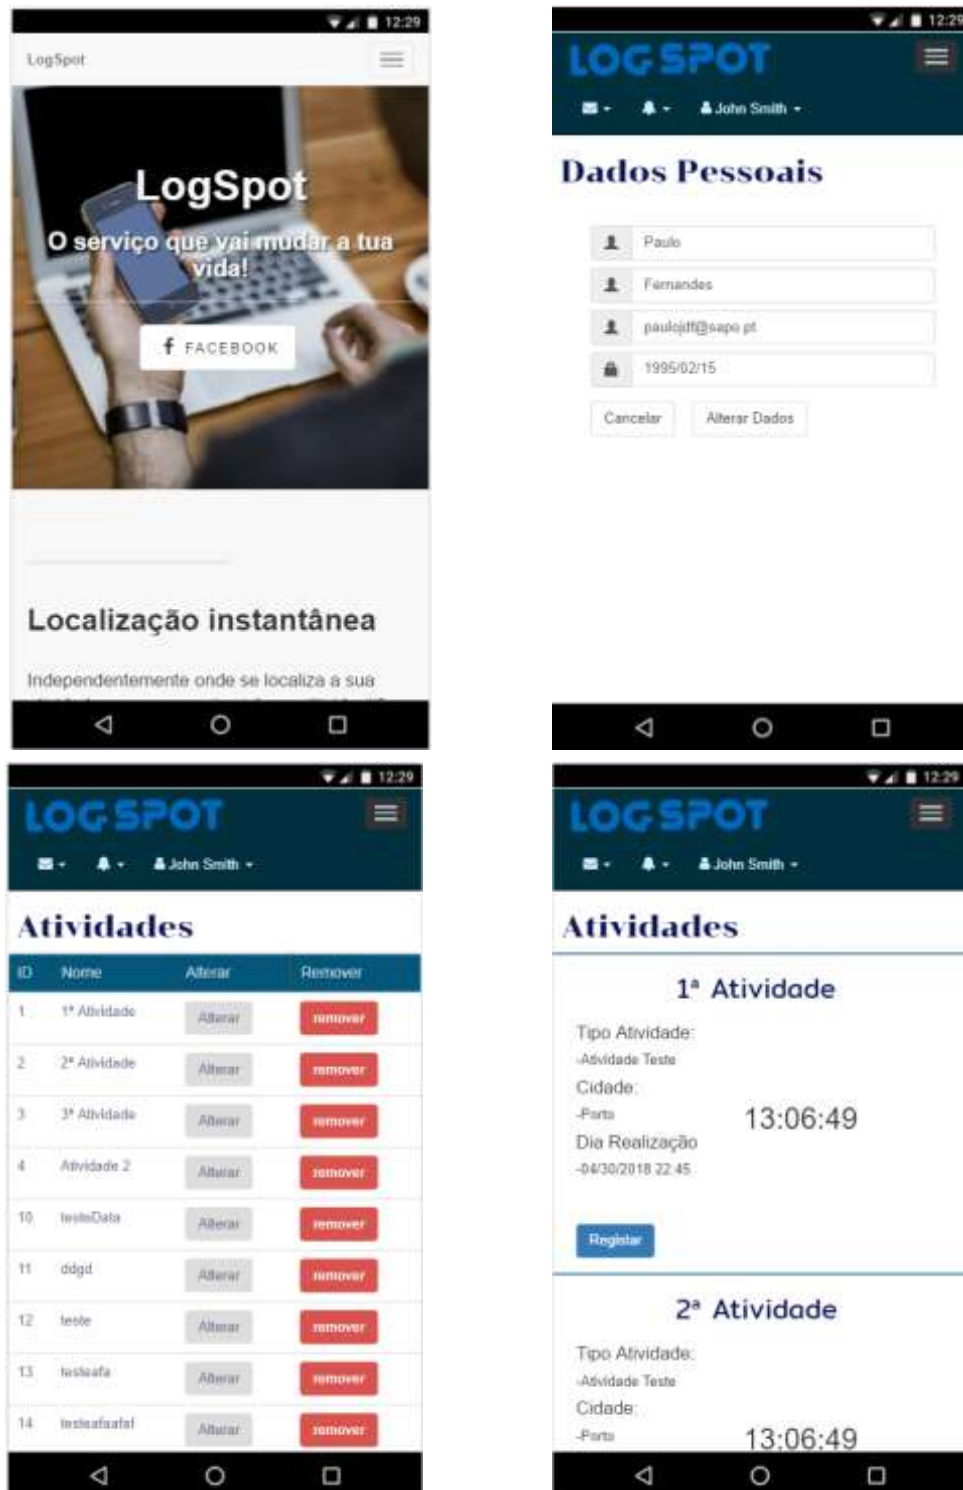 12:29
LogSpot
LogSpot
O serviço que vai mudar a tua
vida!
FACEBOOK
Localização instantânea
Independentemente onde se localiza a sua
12:29
LOGSPOT
John Smith
Dados Pessoais
Paulo
Fernandes
paulojdf@sapo.pt
1995/02/15
Cancelar
Alterar Dados
12:29
LOGSPOT
John Smith
Atividades
ID Nome Alterar Remover
1 1ª Atividade Alterar remover
2 2ª Atividade Alterar remover
3 3ª Atividade Alterar remover
4 Atividade 2 Alterar remover
10 testeData Alterar remover
11 ddgd Alterar remover
12 teste Alterar remover
13 testeafa Alterar remover
14 Alterar remover
12:29
LOGSPOT
John Smith
Atividades
1ª Atividade
Tipo Atividade:
-Atividade Teste
Cidade:
-Porto
13:06:49
Dia Realização
-04/30/2018 22:45
Registar
2ª Atividade
Tipo Atividade:
-Atividade Teste
Cidade:
-Porto
13:06:49